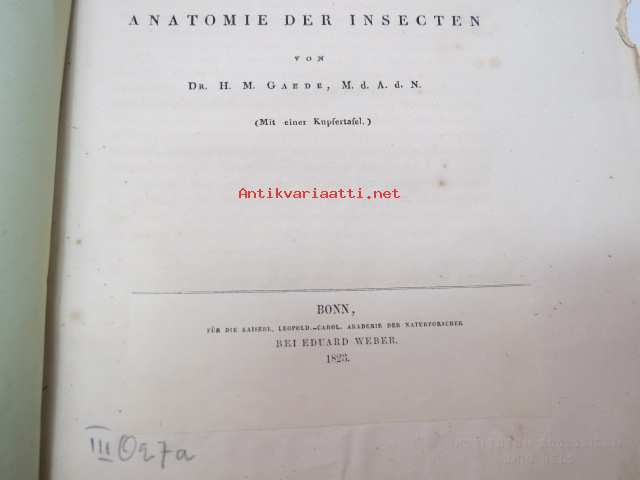 ANATOMIE DER INSECTEN
VON
DR. H. M. GAEDE, M. d. A. d. N.
(Mit einer Kupfertafel.)
Antikvariaatti.net
BONN,
FÜR DIE KAISERL. LEOPOLD.-CAROL. AKADEMIE DER NATURFORSCHER
BEI EDUARD WEBER.
1823.
III